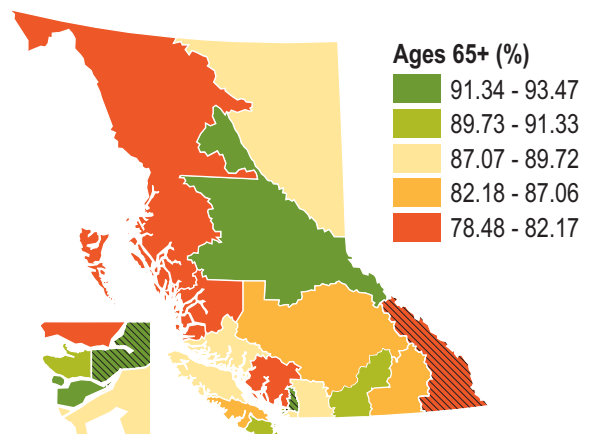 Ages 65+ (%)
91.34 - 93.47
89.73 - 91.33
87.07 - 89.72
82.18 - 87.06
78.48 - 82.17